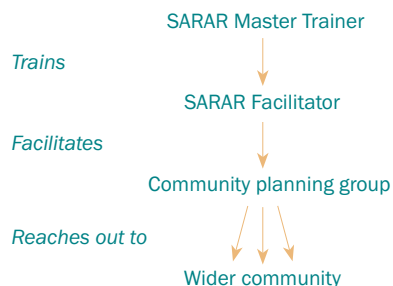 SARAR Master Trainer
Trains
SARAR Facilitator
Facilitates
Community planning group
Reaches out to
Wider community